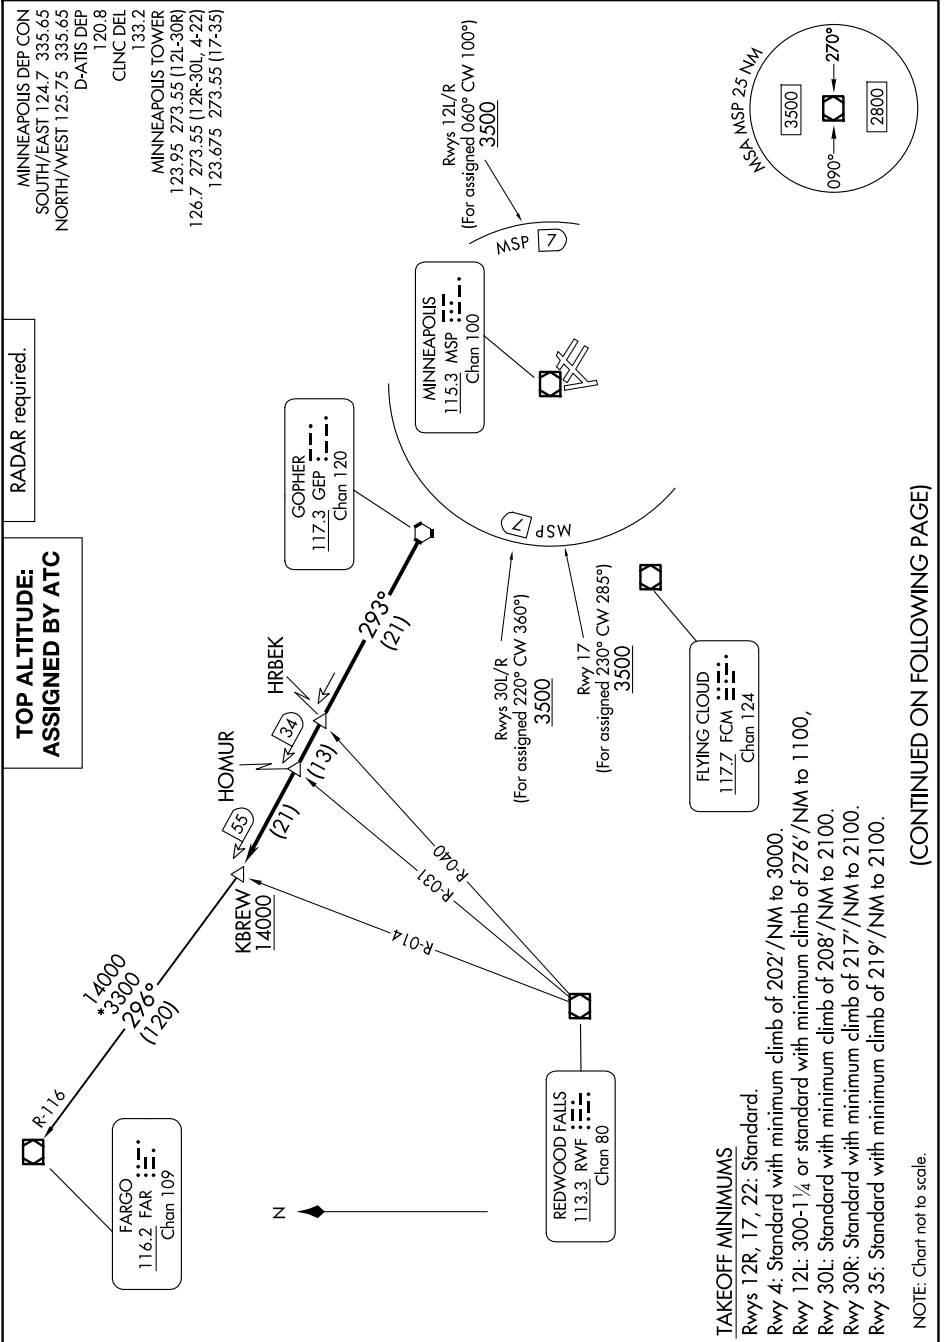 MINNEAPOLIS DEP CON
SOUTH/EAST 124.7 335.65
NORTH/WEST 125.75 335.65
D-ATIS DEP
120.8
CLNC DEL
133.2
MINNEAPOLIS TOWER
123.95 273.55 (12L-30R)
126.7 273.55 (12R-30L, 4-22)
123.675 273.55 (17-35)
RADAR required.
TOP ALTITUDE:
ASSIGNED BY ATC
MSA MSP 25 NM
3500
270°
090°
2800
Rwys 12L/R
(For assigned 060° CW 100°)
3500
MSP 7
MINNEAPOLIS
115.3 MSP
Chan 100
GOPHER
117.3 GEP
Chan 120
293°
(21)
HRBEK
34
(13)
HOMUR
55
(21)
KBREW
14000
14000
*3300
296°
(120)
R-116
FARGO
116.2 FAR
Chan 109
N
R-040
R-031
R-014
MSP 7
Rwys 30L/R
(For assigned 220° CW 360°)
3500
Rwy 17
(For assigned 230° CW 285°)
3500
FLYING CLOUD
117.7 FCM
Chan 124
REDWOOD FALLS
113.3 RWF
Chan 80
TAKEOFF MINIMUMS
Rwys 12R, 17, 22: Standard.
Rwy 4: Standard with minimum climb of 202'/NM to 3000.
Rwy 12L: 300-1¼ or standard with minimum climb of 276'/NM to 1100,
Rwy 30L: Standard with minimum climb of 208'/NM to 2100.
Rwy 30R: Standard with minimum climb of 217'/NM to 2100.
Rwy 35: Standard with minimum climb of 219'/NM to 2100.
NOTE: Chart not to scale.
(CONTINUED ON FOLLOWING PAGE)